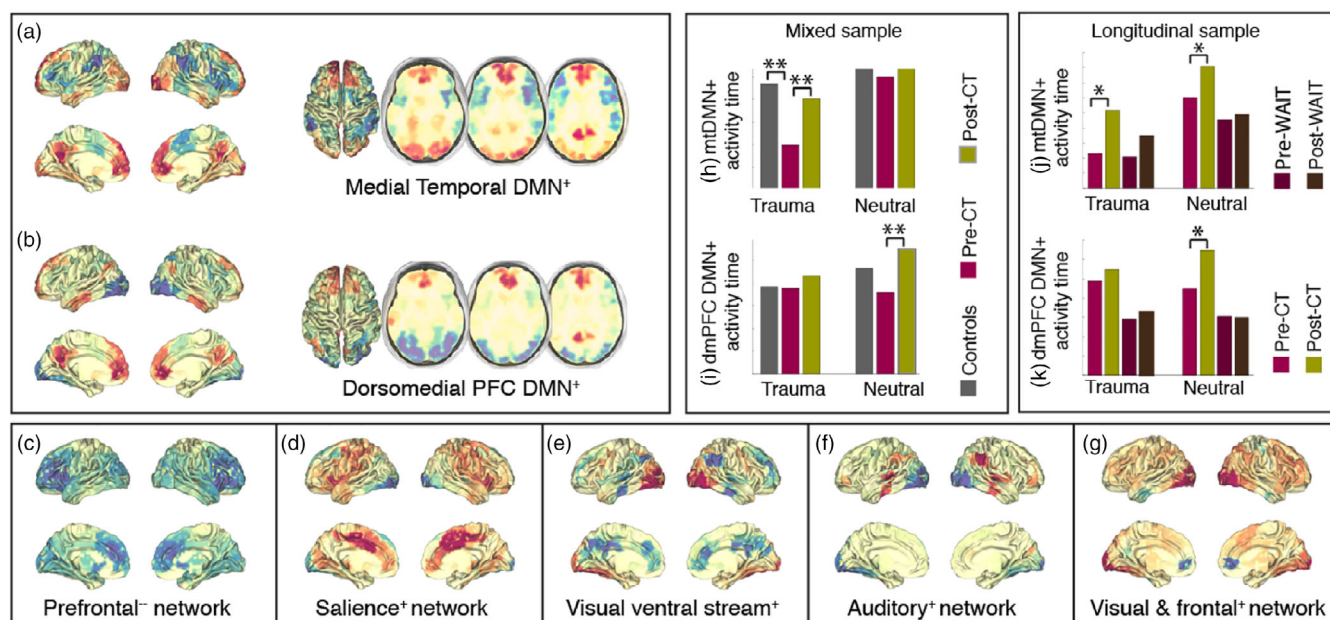 (a)
Medial Temporal DMN⁺
(b)
Dorsomedial PFC DMN⁺
Mixed sample
(h) mtDMN+
activity time
**
**
Trauma
Neutral
(i) dmPFC DMN+
activity time
**
Trauma
Neutral
Controls
Pre-CT
Post-CT
Longitudinal sample
(j) mtDMN+
activity time
*
*
Trauma
Neutral
Pre-WAIT
Post-WAIT
(k) dmPFC DMN+
activity time
*
Trauma
Neutral
Pre-CT
Post-CT
(c)
Prefrontal⁻ network
(d)
Salience⁺ network
(e)
Visual ventral stream⁺
(f)
Auditory⁺ network
(g)
Visual & frontal⁺ network